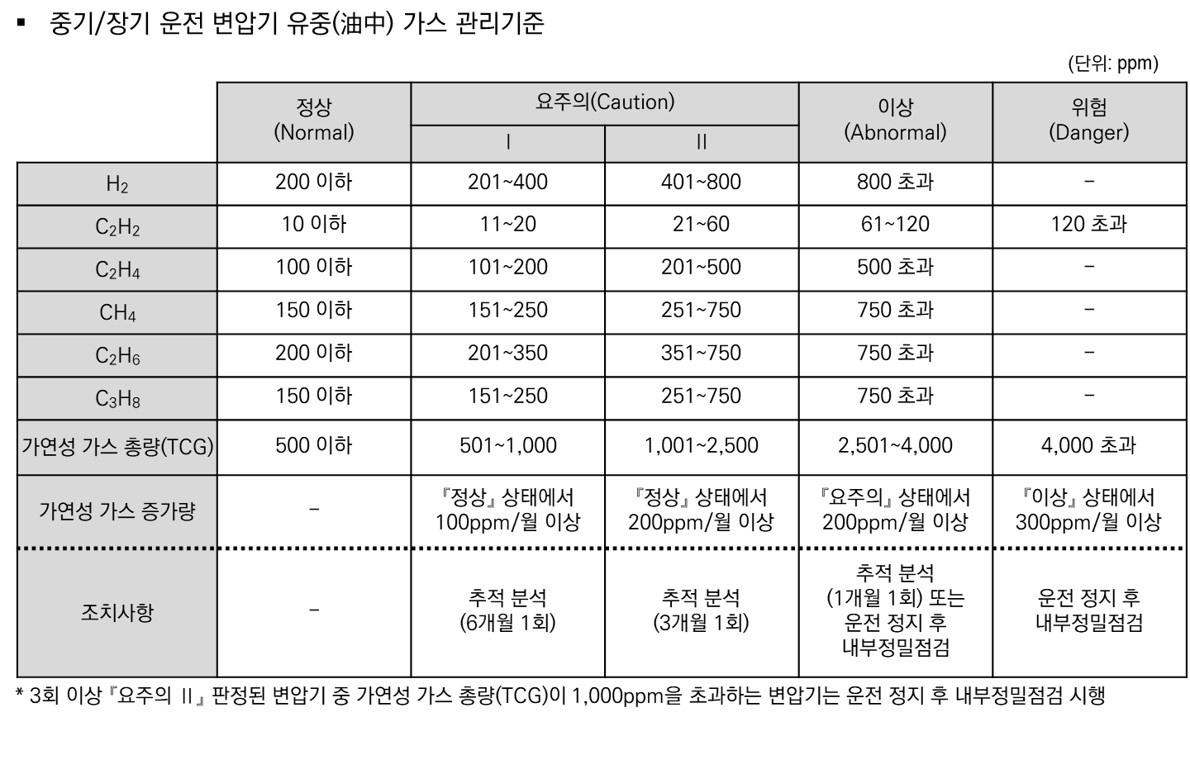 ▪ 중기/장기 운전 변압기 유중(油中) 가스 관리기준
(단위: ppm)
정상 (Normal) 요주의(Caution) 이상 (Abnormal) 위험 (Danger)
I II
H₂ 200 이하 201~400 401~800 800 초과 –
C₂H₂ 10 이하 11~20 21~60 61~120 120 초과
C₂H₄ 100 이하 101~200 201~500 500 초과 –
CH₄ 150 이하 151~250 251~750 750 초과 –
C₂H₆ 200 이하 201~350 351~750 750 초과 –
C₃H₈ 150 이하 151~250 251~750 750 초과 –
가연성 가스 총량(TCG) 500 이하 501~1,000 1,001~2,500 2,501~4,000 4,000 초과
가연성 가스 증가량 – 『정상』 상태에서 100ppm/월 이상 『정상』 상태에서 200ppm/월 이상 『요주의』 상태에서 200ppm/월 이상 『이상』 상태에서 300ppm/월 이상
조치사항 – 추적 분석 (6개월 1회) 추적 분석 (3개월 1회) 추적 분석 (1개월 1회) 또는 운전 정지 후 내부정밀점검 운전 정지 후 내부정밀점검
* 3회 이상 『요주의 II』 판정된 변압기 중 가연성 가스 총량(TCG)이 1,000ppm을 초과하는 변압기는 운전 정지 후 내부정밀점검 시행